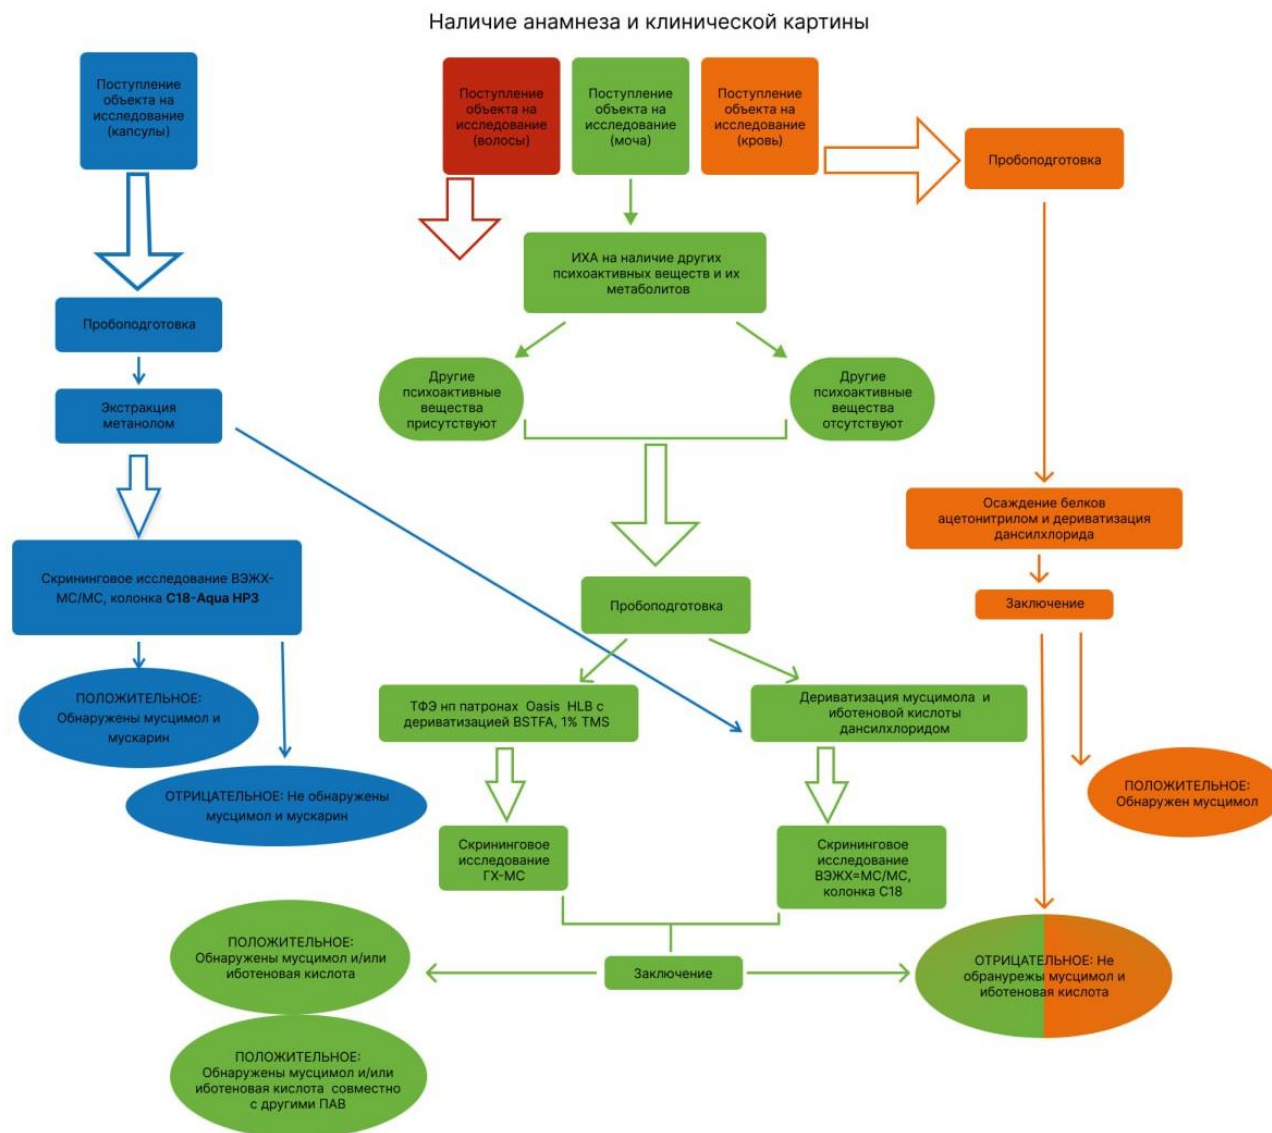 Наличие анамнеза и клинической картины
Поступление
объекта на
исследование
(капсулы)
Поступление
объекта на
исследование
(волосы)
Поступление
объекта на
исследование
(моча)
Поступление
объекта на
исследование
(кровь)
Пробоподготовка
ИХА на наличие других
психоактивных веществ и их
метаболитов
Пробоподготовка
Другие
психоактивные
вещества
присутствуют
Другие
психоактивные
вещества
отсутствуют
Экстракция
метанолом
Осаждение белков
ацетонитрилом и дериватизация
дансилхлорида
Скрининговое исследование ВЭЖХ-
МС/МС, колонка С18-Aqua HP3
Пробоподготовка
Заключение
ПОЛОЖИТЕЛЬНОЕ:
Обнаружены мусцимол и
мускарин
ТФЭ нп патронах Oasis HLB с
дериватизацией BSTFA, 1% TMS
Дериватизация мусцимола и
иботеновой кислоты
дансилхлоридом
ОТРИЦАТЕЛЬНОЕ: Не обнаружены
мусцимол и мускарин
ПОЛОЖИТЕЛЬНОЕ:
Обнаружен мусцимол
Скрининговое
исследование
ГХ-МС
Скрининговое
исследование
ВЭЖХ=МС/МС,
колонка С18
ПОЛОЖИТЕЛЬНОЕ:
Обнаружены мусцимол и/или
иботеновая кислота
Заключение
ОТРИЦАТЕЛЬНОЕ: Не
обранурежы мусцимол и
иботеновая кислота
ПОЛОЖИТЕЛЬНОЕ:
Обнаружены мусцимол и/или
иботеновая кислота совместно
с другими ПАВ